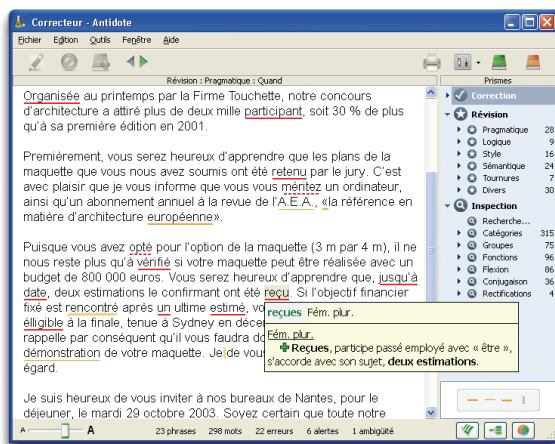 Correcteur - Antidote
Fichier Edition Outils Fenêtre Aide
Révision : Pragmatique : Quand
Prismes
Organisée au printemps par la Firme Touchette, notre concours
d'architecture a attiré plus de deux mille participant, soit 30 % de plus
qu'à sa première édition en 2001.
Premiérement, vous serez heureux d'apprendre que les plans de la
maquette que vous nous avez soumis ont été retenu par le jury. C'est
avec plaisir que je vous informe que vous vous méritez un ordinateur,
ainsi qu'un abonnement annuel à la revue de l'A.E.A., «la référence en
matière d'architecture européenne».
Puisque vous avez opté pour l'option de la maquette (3 m par 4 m), il ne
nous reste plus qu'à vérifié si votre maquette peut être réalisée avec un
budget de 800 000 euros. Vous serez heureux d'apprendre que, jusqu'à
date, deux estimations le confirmant ont été reçu. Si l'objectif financier
fixé est rencontré après un ultime estimé, vo
élligible à la finale, tenue à Sydney en décem
rappelle par conséquent qu'il vous faudra do
démonstration de votre maquette. Je de vous
égard.
Je suis heureux de vous inviter à nos bureaux de Nantes, pour le
déjeuner, le mardi 29 octobre 2003. Soyez certain que toute notre
reçues Fém. plur.
Fém. plur.
Reçues, participe passé employé avec « être »,
s'accorde avec son sujet, deux estimations.
Correction
Révision
Pragmatique 28
Logique 9
Style 16
Sémantique 24
Tournures 7
Divers 30
Inspection
Recherche...
Catégories 315
Groupes 75
Fonctions 96
Flexion 86
Conjugaison 36
Rectifications 4
A A 23 phrases 298 mots 22 erreurs 6 alertes 1 ambigüité